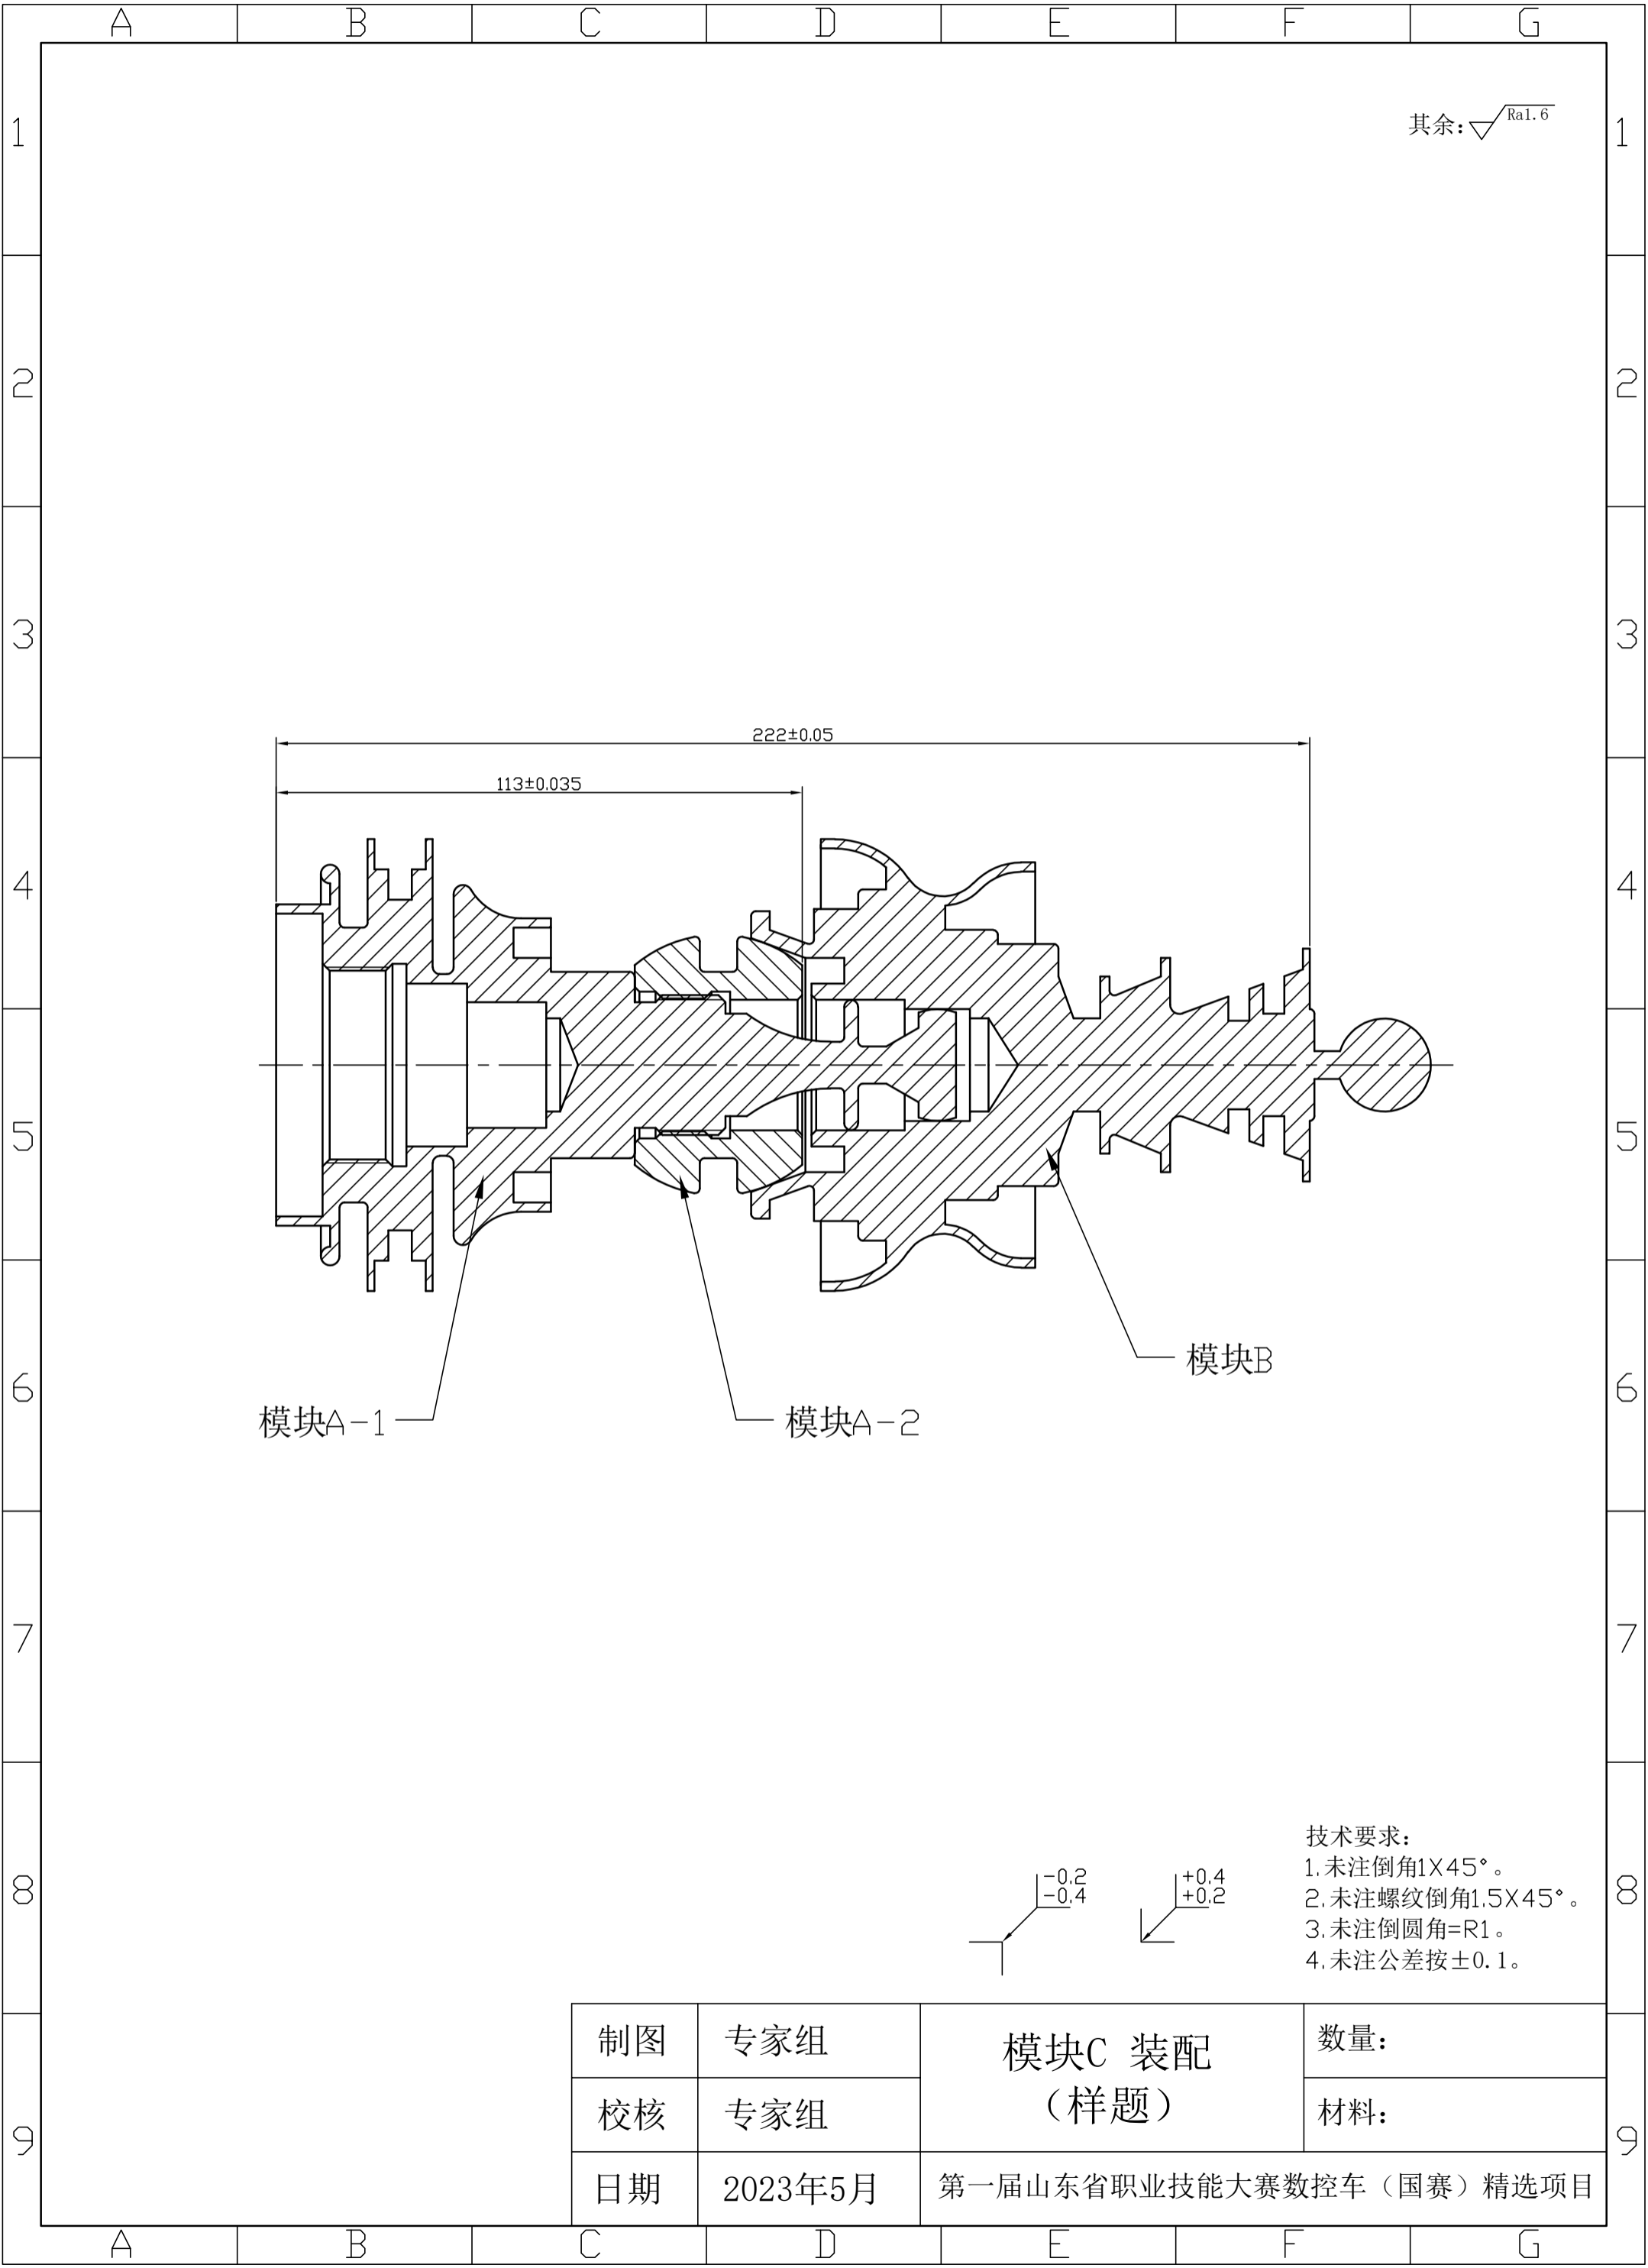 A B C D E F G
1 1
其余: Ra1.6
2 2
3 3
222±0.05
113±0.035
4 4
5 5
模块B
6 6
模块A-1
模块A-2
7 7
技术要求:
1.未注倒角1X45°。
2.未注螺纹倒角1.5X45°。
3.未注倒圆角=R1。
4.未注公差按±0.1。
-0.2
-0.4
+0.4
+0.2
8 8
制图 专家组
模块C 装配
(样题)
数量:
校核 专家组
材料:
9 9
日期 2023年5月 第一届山东省职业技能大赛数控车（国赛）精选项目
A B C D E F G